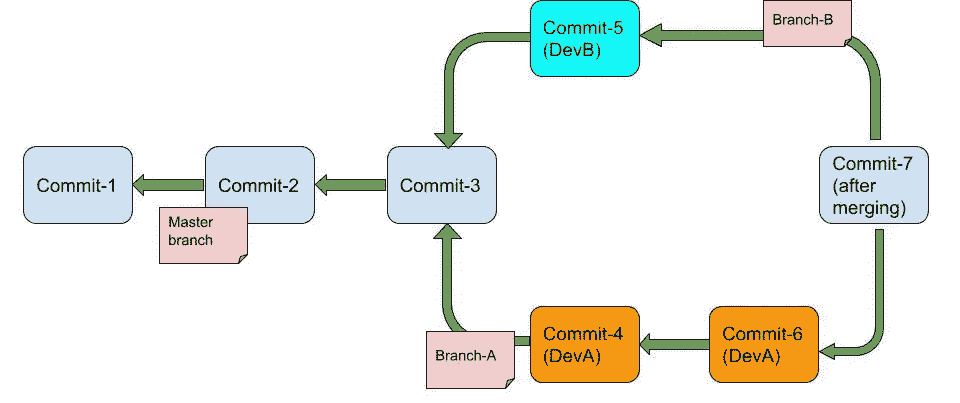 Commit-5
(DevB)
Branch-B
Commit-1
Commit-2
Commit-3
Commit-7
(after
merging)
Master
branch
Branch-A
Commit-4
(DevA)
Commit-6
(DevA)